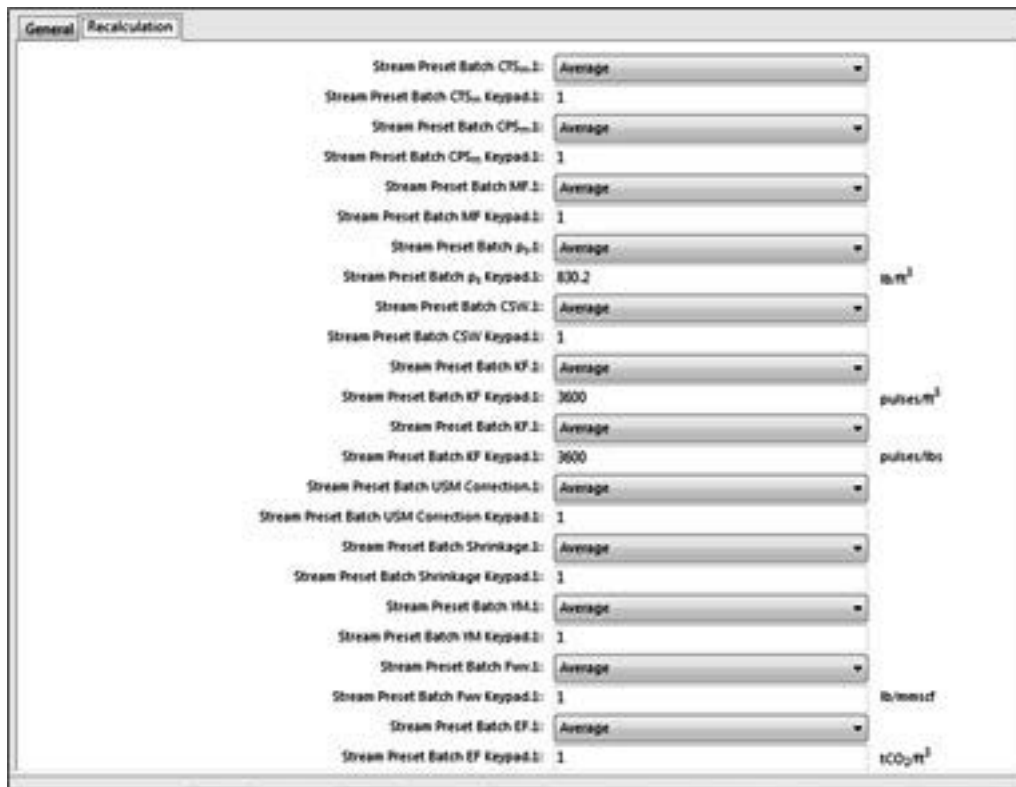 General Recalculation
Stream Preset Batch CTSₘ.1: Average
Stream Preset Batch CTSₘ Keypad.1: 1
Stream Preset Batch CPSₘ.1: Average
Stream Preset Batch CPSₘ Keypad.1: 1
Stream Preset Batch MF.1: Average
Stream Preset Batch MF Keypad.1: 1
Stream Preset Batch ρₛ.1: Average
Stream Preset Batch ρₛ Keypad.1: 830.2 lb/ft³
Stream Preset Batch CSW.1: Average
Stream Preset Batch CSW Keypad.1: 1
Stream Preset Batch KF.1: Average
Stream Preset Batch KF Keypad.1: 3600 pulses/ft³
Stream Preset Batch KF.1: Average
Stream Preset Batch KF Keypad.1: 3600 pulses/lbs
Stream Preset Batch USM Correction.1: Average
Stream Preset Batch USM Correction Keypad.1: 1
Stream Preset Batch Shrinkage.1: Average
Stream Preset Batch Shrinkage Keypad.1: 1
Stream Preset Batch YM.1: Average
Stream Preset Batch YM Keypad.1: 1
Stream Preset Batch Fwv.1: Average
Stream Preset Batch Fwv Keypad.1: 1 lb/mmscf
Stream Preset Batch EF.1: Average
Stream Preset Batch EF Keypad.1: 1 tCO₂/ft³